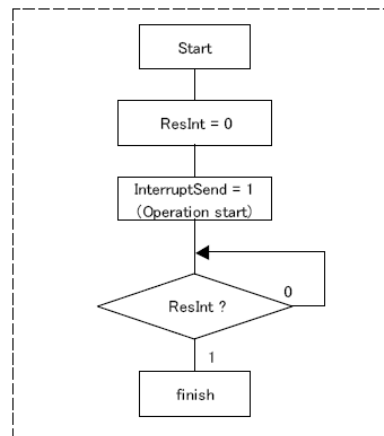 Start
ResInt = 0
InterruptSend = 1
(Operation start)
ResInt ?
0
1
finish